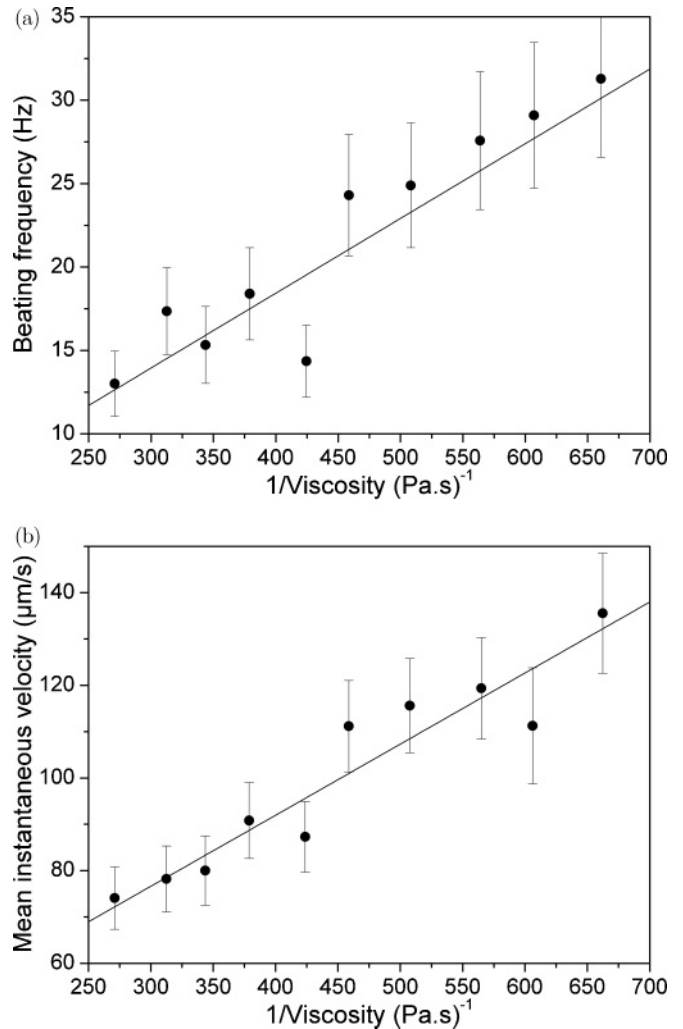 (a)
35
30
25
20
15
10
Beating frequency (Hz)
250 300 350 400 450 500 550 600 650 700
1/Viscosity (Pa.s)-1
(b)
140
120
100
80
60
Mean instantaneous velocity (µm/s)
250 300 350 400 450 500 550 600 650 700
1/Viscosity (Pa.s)-1